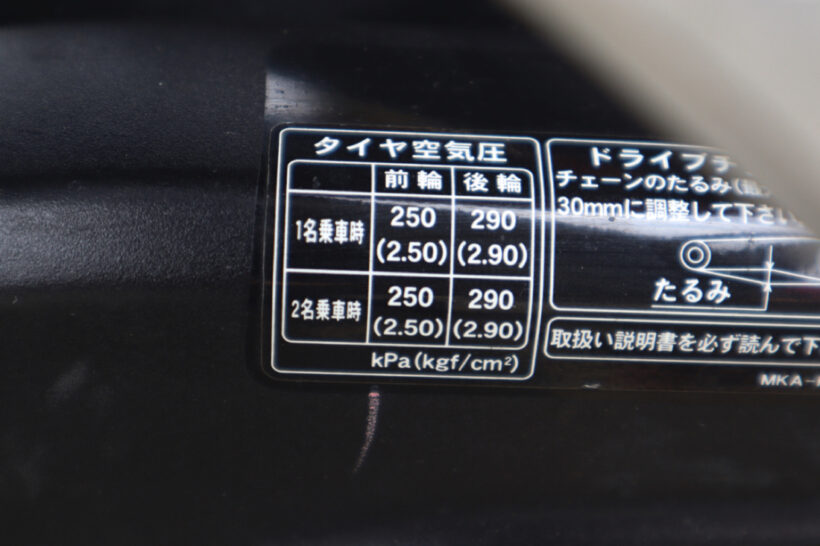 タイヤ空気圧
前輪 後輪
1名乗車時 250 (2.50) 290 (2.90)
2名乗車時 250 (2.50) 290 (2.90)
kPa(kgf/cm²)
ドライブチ
チェーンのたるみ(
30mmに調整して下さい
たるみ
取扱い説明書を必ず読んで下
MKA-